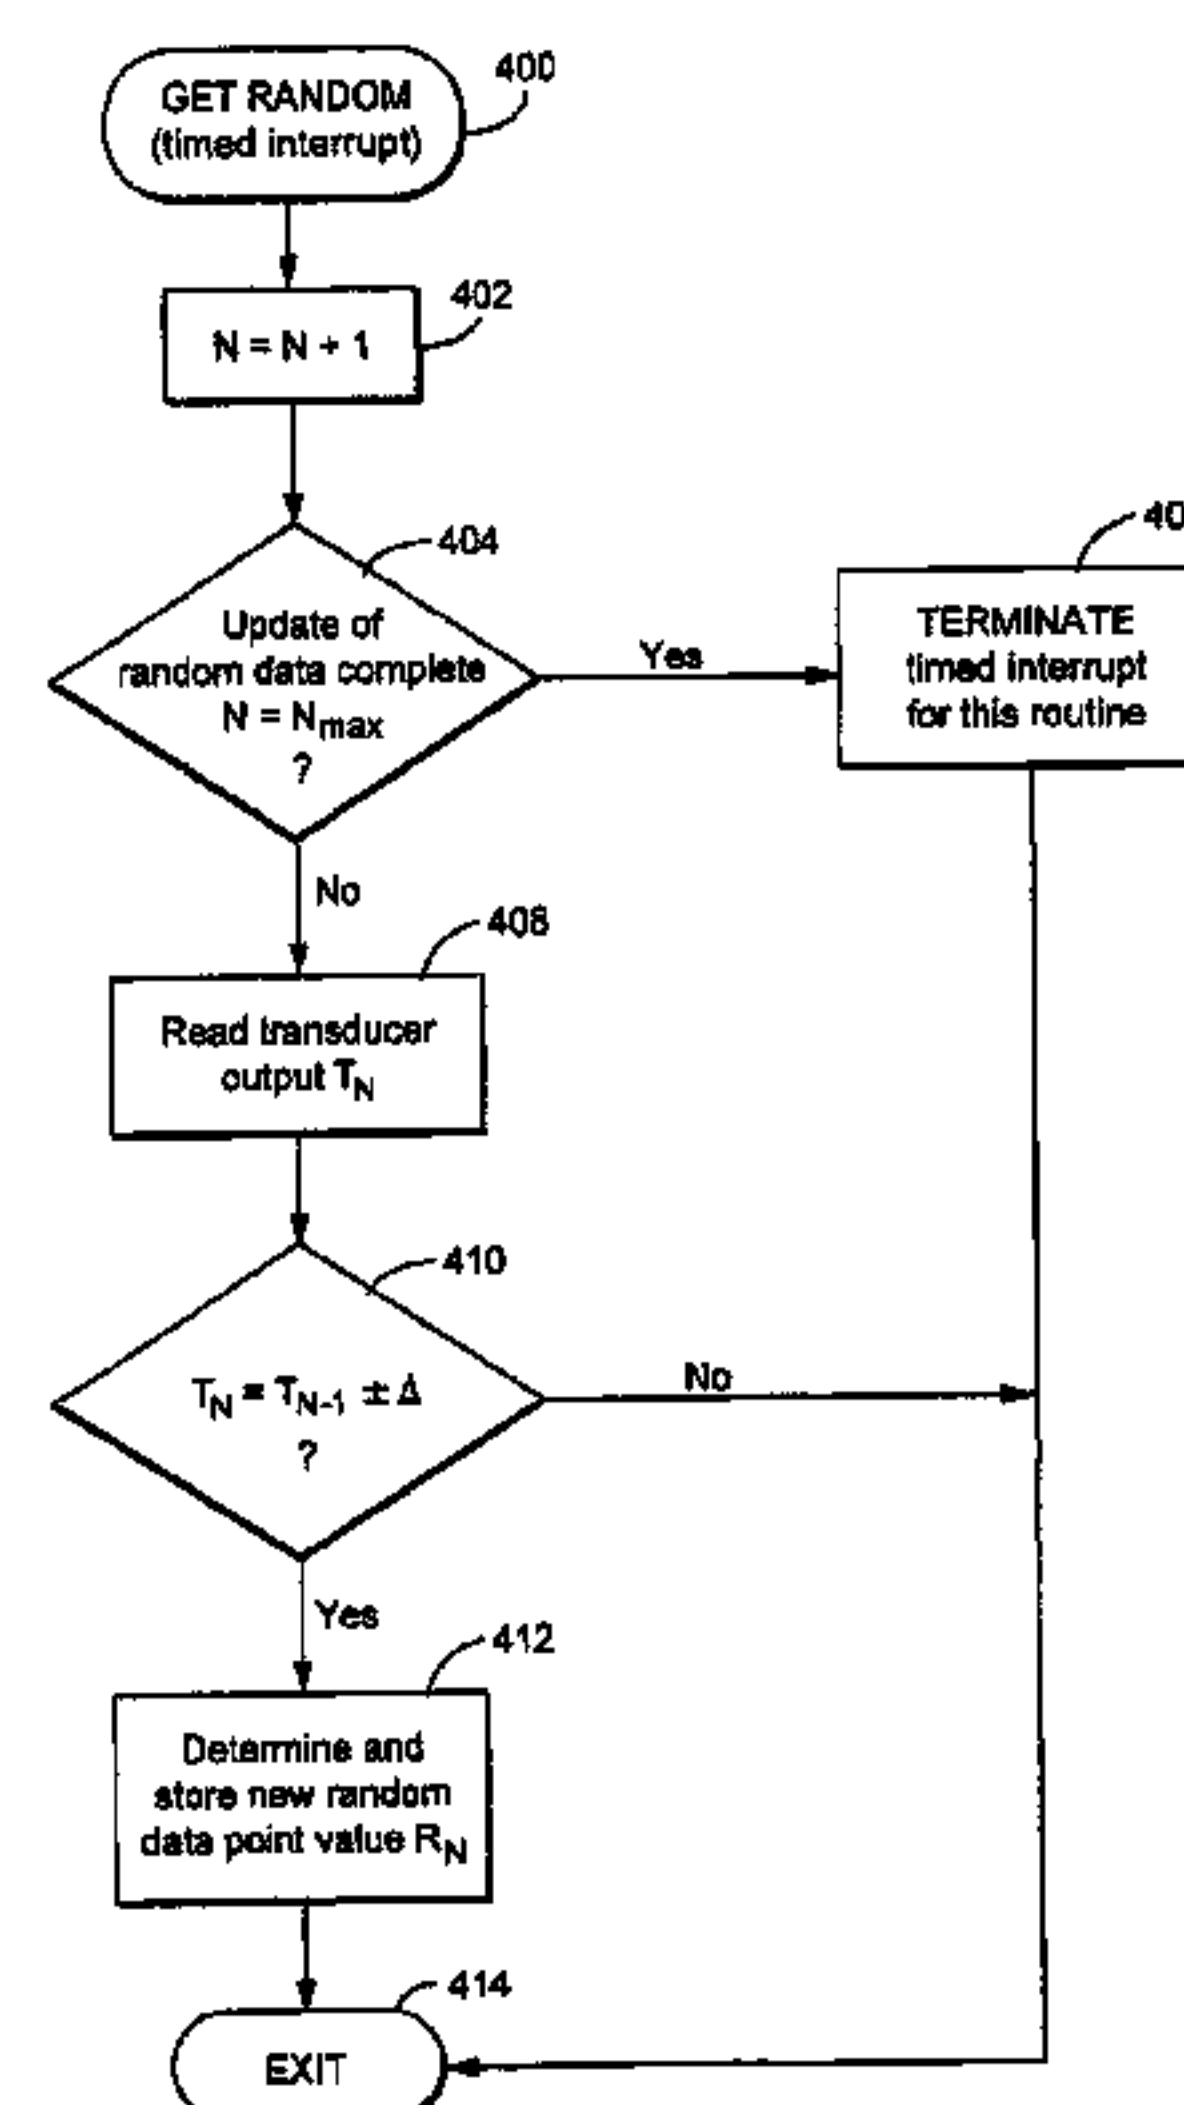 GET RANDOM
(timed interrupt)
400
N = N + 1
402
404
Update of
random data complete
N = Nmax
?
Yes
TERMINATE
timed interrupt
for this routine
No
408
Read transducer
output TN
410
TN = TN-1 ± Δ
?
No
Yes
412
Determine and
store new random
data point value RN
414
EXIT